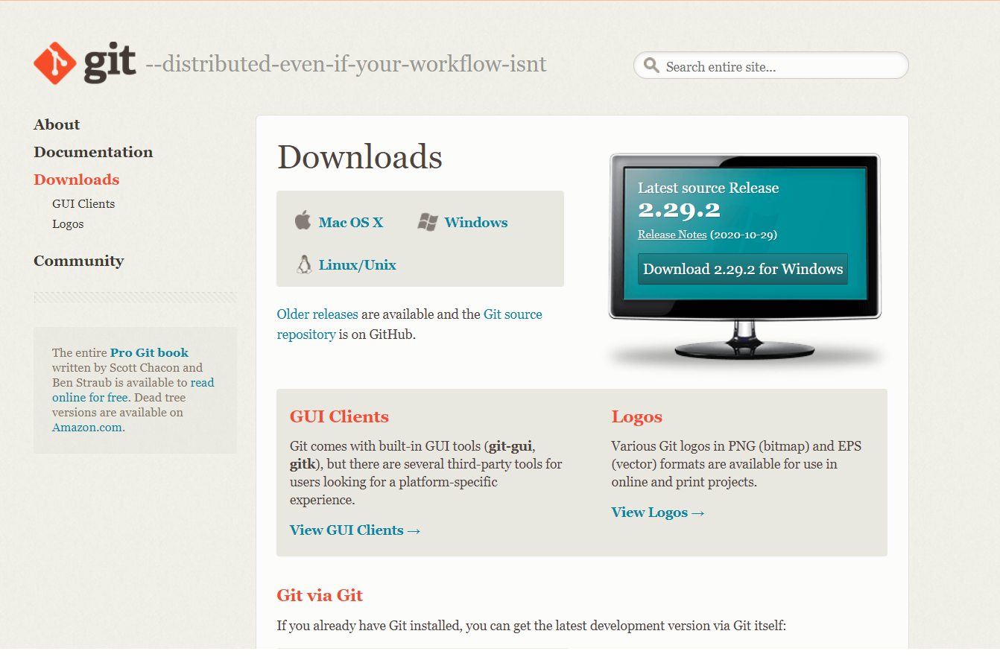 git --distributed-even-if-your-workflow-isnt
Search entire site...
About
Documentation
Downloads
GUI Clients
Logos
Community
The entire Pro Git book
written by Scott Chacon and
Ben Straub is available to read
online for free. Dead tree
versions are available on
Amazon.com.
Downloads
Mac OS X
Windows
Linux/Unix
Older releases are available and the Git source
repository is on GitHub.
Latest source Release
2.29.2
Release Notes (2020-10-29)
Download 2.29.2 for Windows
GUI Clients
Git comes with built-in GUI tools (git-gui,
gitk), but there are several third-party tools for
users looking for a platform-specific
experience.
View GUI Clients →
Logos
Various Git logos in PNG (bitmap) and EPS
(vector) formats are available for use in
online and print projects.
View Logos →
Git via Git
If you already have Git installed, you can get the latest development version via Git itself: